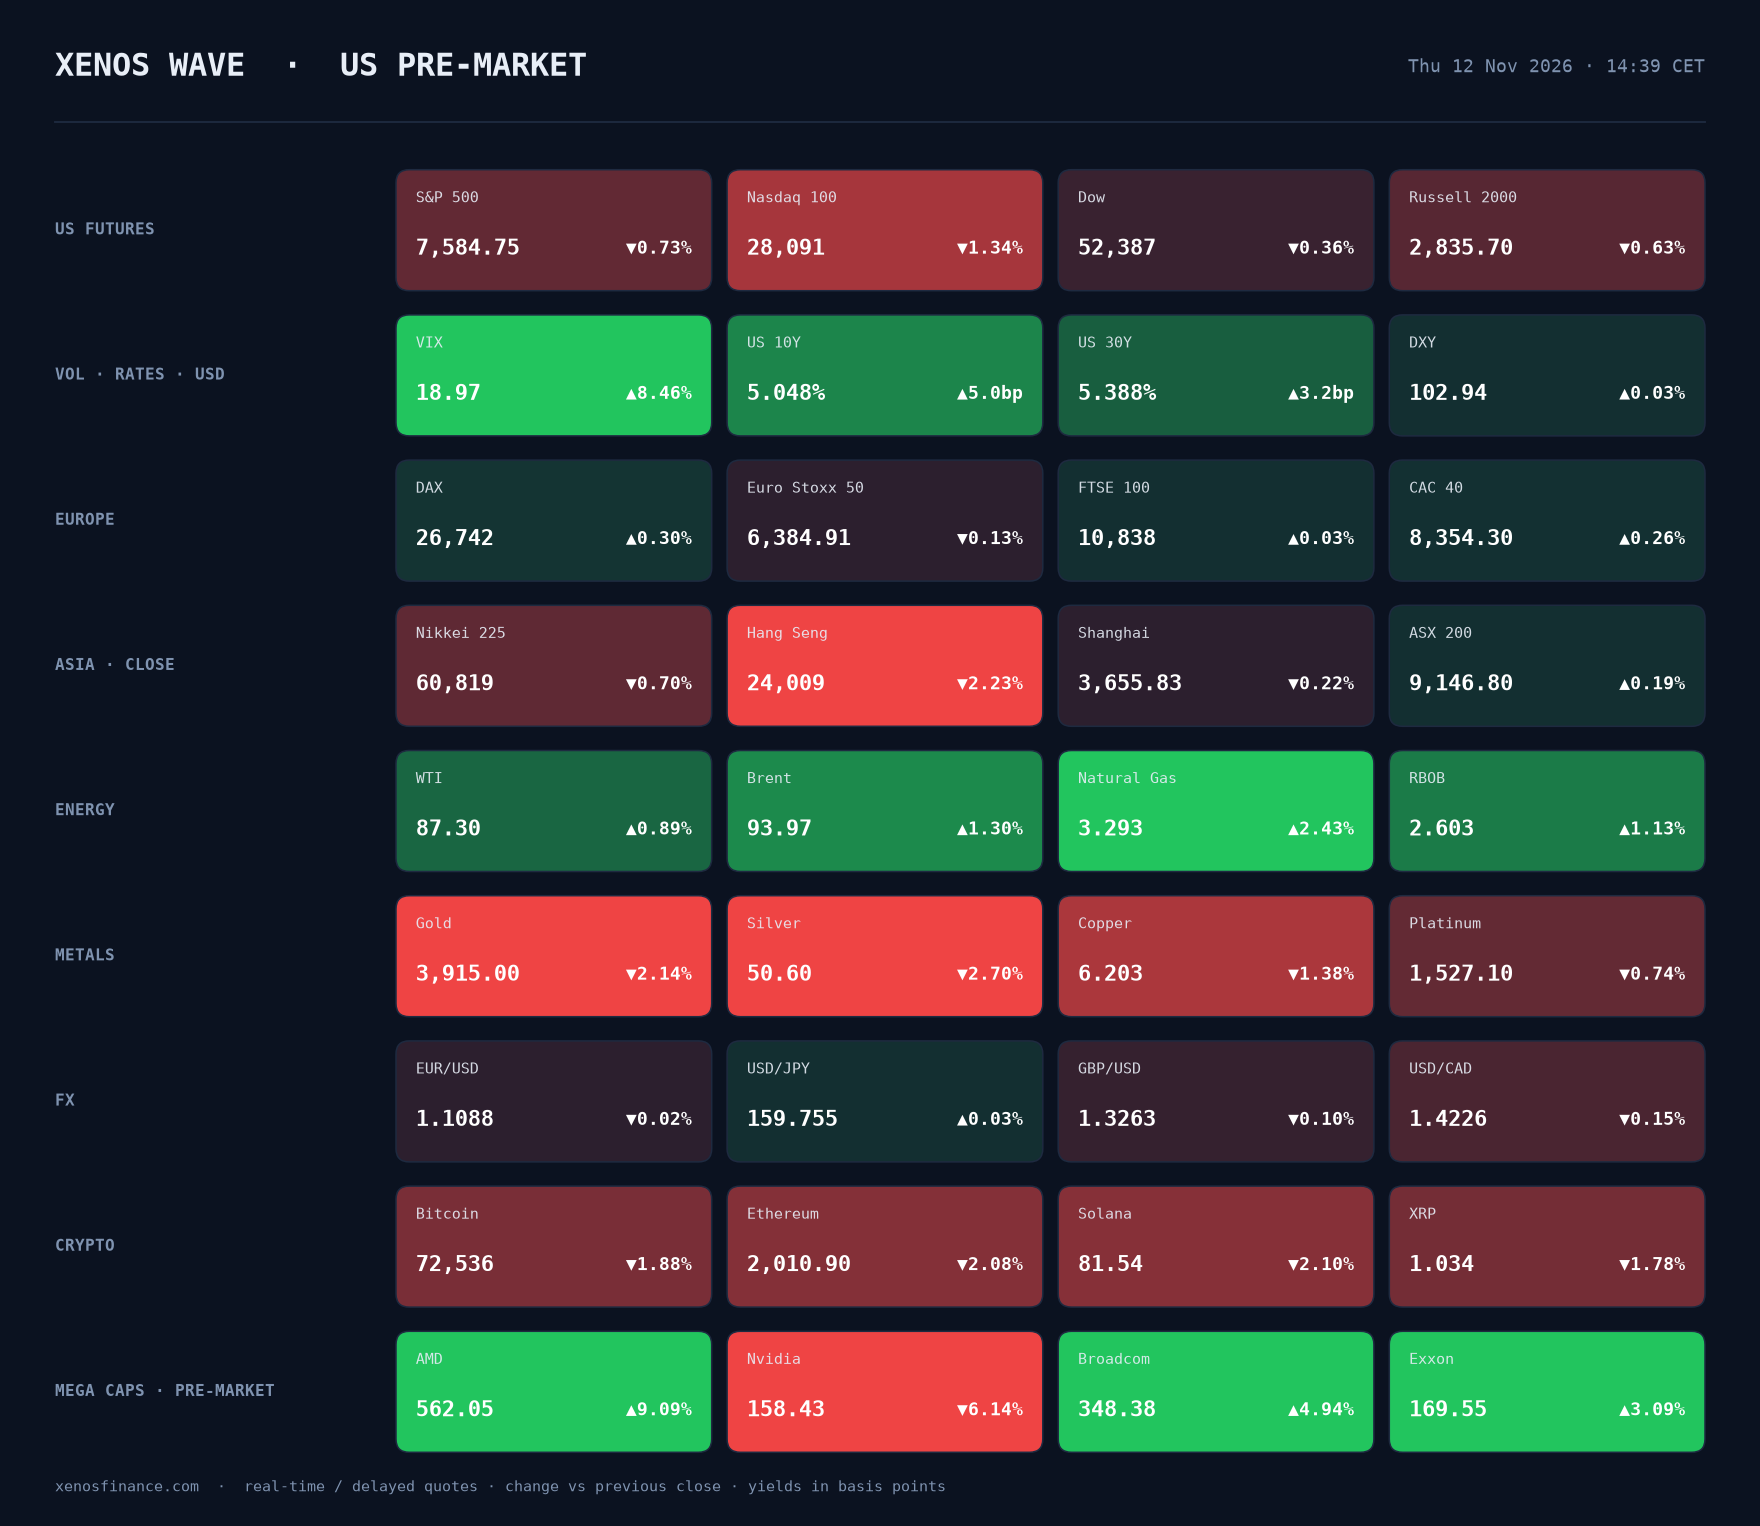 XENOS WAVE · US PRE-MARKET
Thu 12 Nov 2026 · 14:39 CET
US FUTURES
S&P 500
7,584.75 ▼0.73%
Nasdaq 100
28,091 ▼1.34%
Dow
52,387 ▼0.36%
Russell 2000
2,835.70 ▼0.63%
VOL · RATES · USD
VIX
18.97 ▲8.46%
US 10Y
5.048% ▲5.0bp
US 30Y
5.388% ▲3.2bp
DXY
102.94 ▲0.03%
EUROPE
DAX
26,742 ▲0.30%
Euro Stoxx 50
6,384.91 ▼0.13%
FTSE 100
10,838 ▲0.03%
CAC 40
8,354.30 ▲0.26%
ASIA · CLOSE
Nikkei 225
60,819 ▼0.70%
Hang Seng
24,009 ▼2.23%
Shanghai
3,655.83 ▼0.22%
ASX 200
9,146.80 ▲0.19%
ENERGY
WTI
87.30 ▲0.89%
Brent
93.97 ▲1.30%
Natural Gas
3.293 ▲2.43%
RBOB
2.603 ▲1.13%
METALS
Gold
3,915.00 ▼2.14%
Silver
50.60 ▼2.70%
Copper
6.203 ▼1.38%
Platinum
1,527.10 ▼0.74%
FX
EUR/USD
1.1088 ▼0.02%
USD/JPY
159.755 ▲0.03%
GBP/USD
1.3263 ▼0.10%
USD/CAD
1.4226 ▼0.15%
CRYPTO
Bitcoin
72,536 ▼1.88%
Ethereum
2,010.90 ▼2.08%
Solana
81.54 ▼2.10%
XRP
1.034 ▼1.78%
MEGA CAPS · PRE-MARKET
AMD
562.05 ▲9.09%
Nvidia
158.43 ▼6.14%
Broadcom
348.38 ▲4.94%
Exxon
169.55 ▲3.09%
xenosfinance.com · real-time / delayed quotes · change vs previous close · yields in basis points